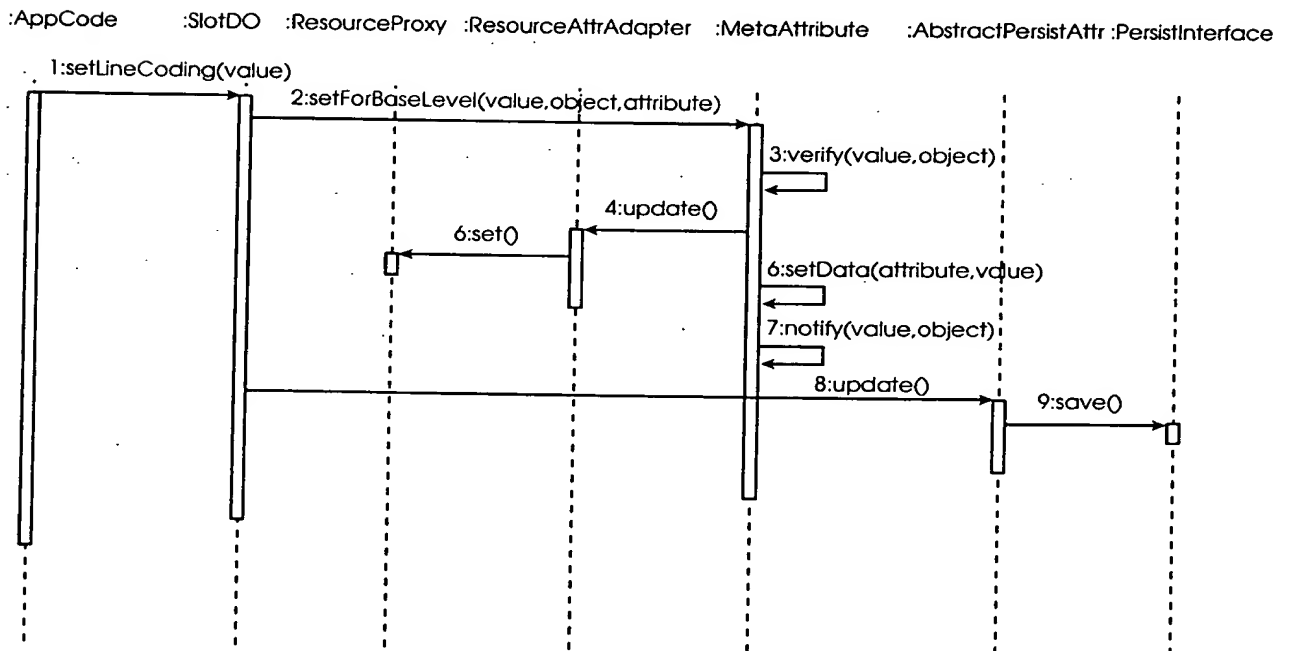 :AppCode :SlotDO :ResourceProxy :ResourceAttrAdapter :MetaAttribute :AbstractPersistAttr :PersistInterface
1:setLineCoding(value)
2:setForBaseLevel(value,object,attribute)
3:verify(value,object)
4:update()
6:set()
6:setData(attribute,value)
7:notify(value,object)
8:update()
9:save()